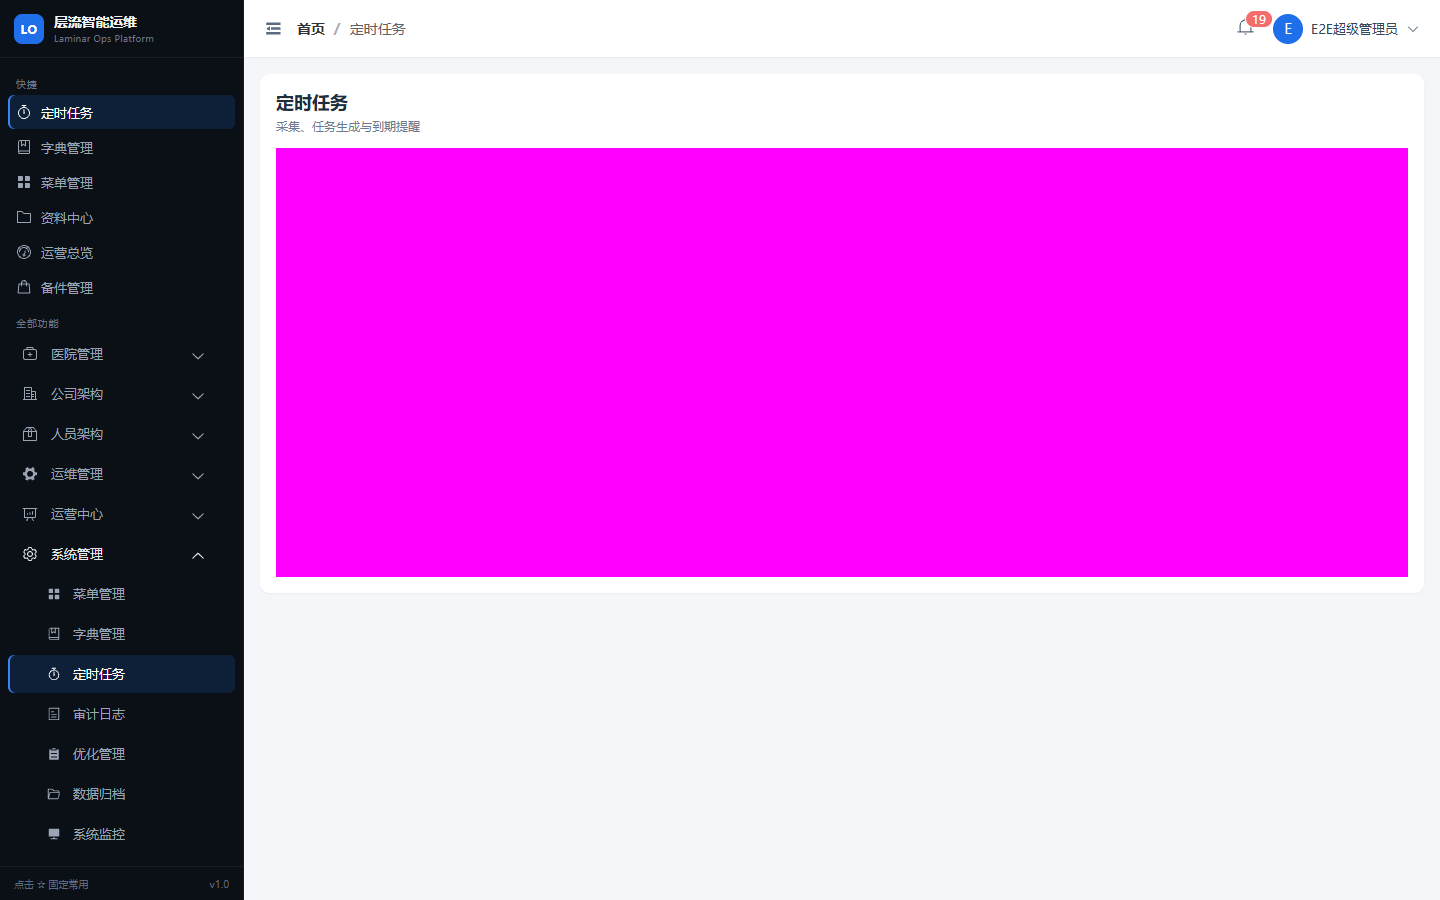 LO
层流智能运维
Laminar Ops Platform
快捷
定时任务
字典管理
菜单管理
资料中心
运营总览
备件管理
全部功能
医院管理
公司架构
人员架构
运维管理
运营中心
系统管理
菜单管理
字典管理
定时任务
审计日志
优化管理
数据归档
系统监控
点击 ☆ 固定常用 v1.0
首页 / 定时任务
19
E E2E超级管理员
定时任务
采集、任务生成与到期提醒